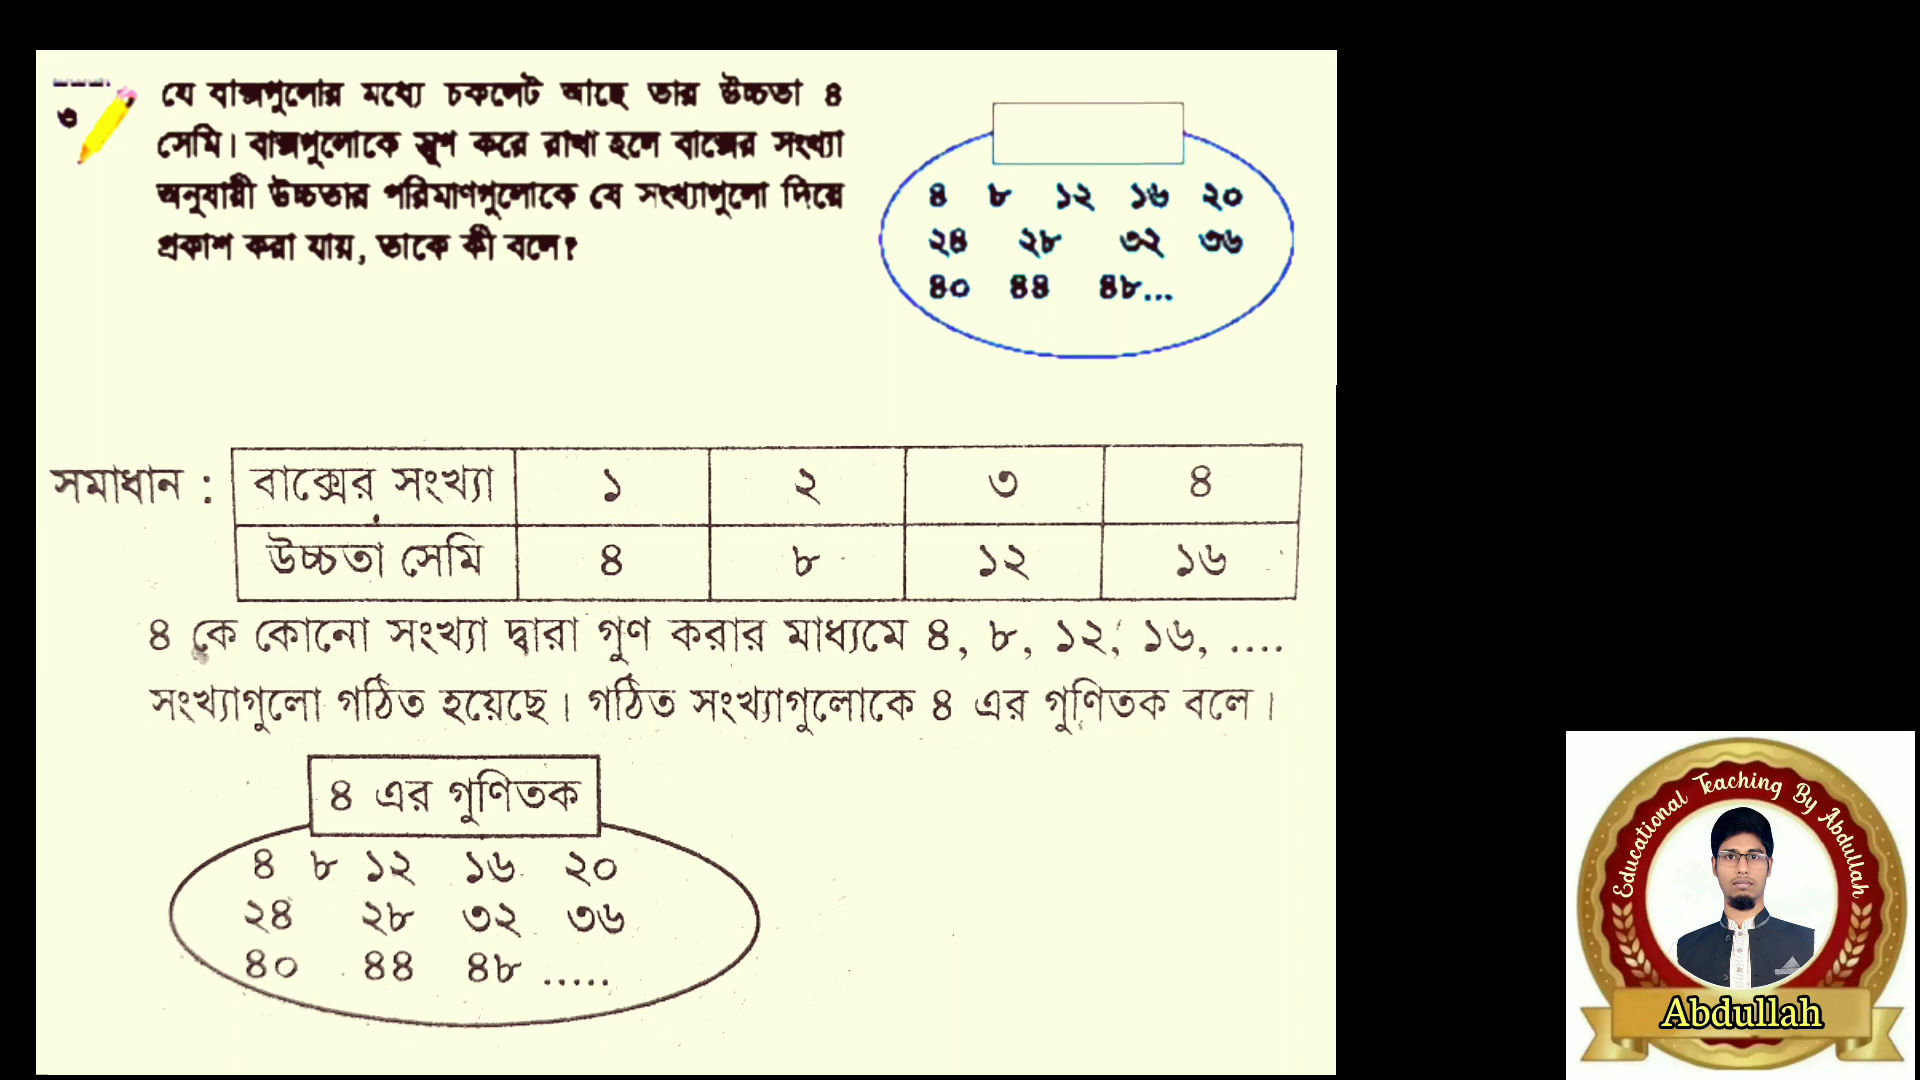 ৩
যে বাক্সগুলোর মধ্যে চকলেট আছে তার উচ্চতা ৪
সেমি। বাক্সগুলোকে স্তুপ করে রাখা হলে বাক্সের সংখ্যা
অনুযায়ী উচ্চতার পরিমাণগুলোকে যে সংখ্যাগুলো দিয়ে
প্রকাশ করা যায়, তাকে কী বলে?
৪ ৮ ১২ ১৬ ২০
২৪ ২৮ ৩২ ৩৬
৪০ ৪৪ ৪৮...
সমাধান : বাক্সের সংখ্যা ১ ২ ৩ ৪
উচ্চতা সেমি ৪ ৮ ১২ ১৬
৪ কে কোনো সংখ্যা দ্বারা গুণ করার মাধ্যমে ৪, ৮, ১২, ১৬, ....
সংখ্যাগুলো গঠিত হয়েছে। গঠিত সংখ্যাগুলোকে ৪ এর গুণিতক বলে।
৪ এর গুণিতক
৪ ৮ ১২ ১৬ ২০
২৪ ২৮ ৩২ ৩৬
৪০ ৪৪ ৪৮ .....
Educational Teaching By Abdullah
Abdullah